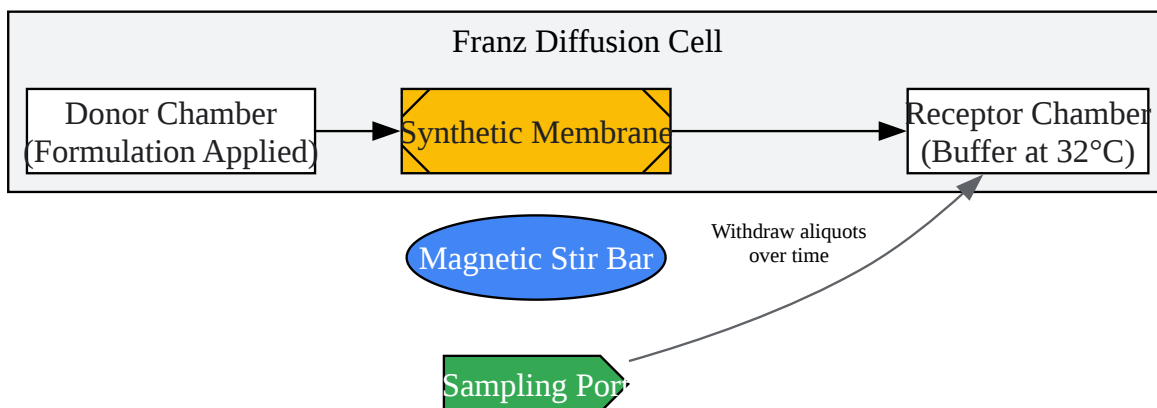 Franz Diffusion Cell
Donor Chamber
(Formulation Applied)
Synthetic Membrane
Receptor Chamber
(Buffer at 32°C)
Magnetic Stir Bar
Withdraw aliquots
over time
Sampling Port